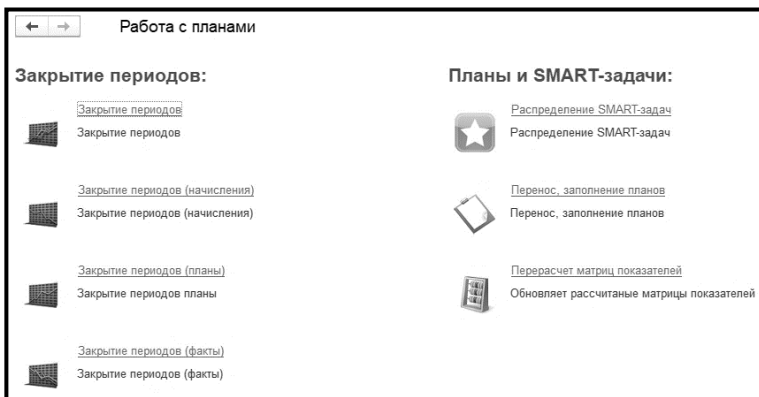 Работа с планами
Закрытие периодов:
Закрытие периодов
Закрытие периодов
Закрытие периодов (начисления)
Закрытие периодов (начисления)
Закрытие периодов (планы)
Закрытие периодов планы
Закрытие периодов (факты)
Закрытие периодов (факты)
Планы и SMART-задачи:
Распределение SMART-задач
Распределение SMART-задач
Перенос, заполнение планов
Перенос, заполнение планов
Перерасчет матриц показателей
Обновляет рассчитаные матрицы показателей